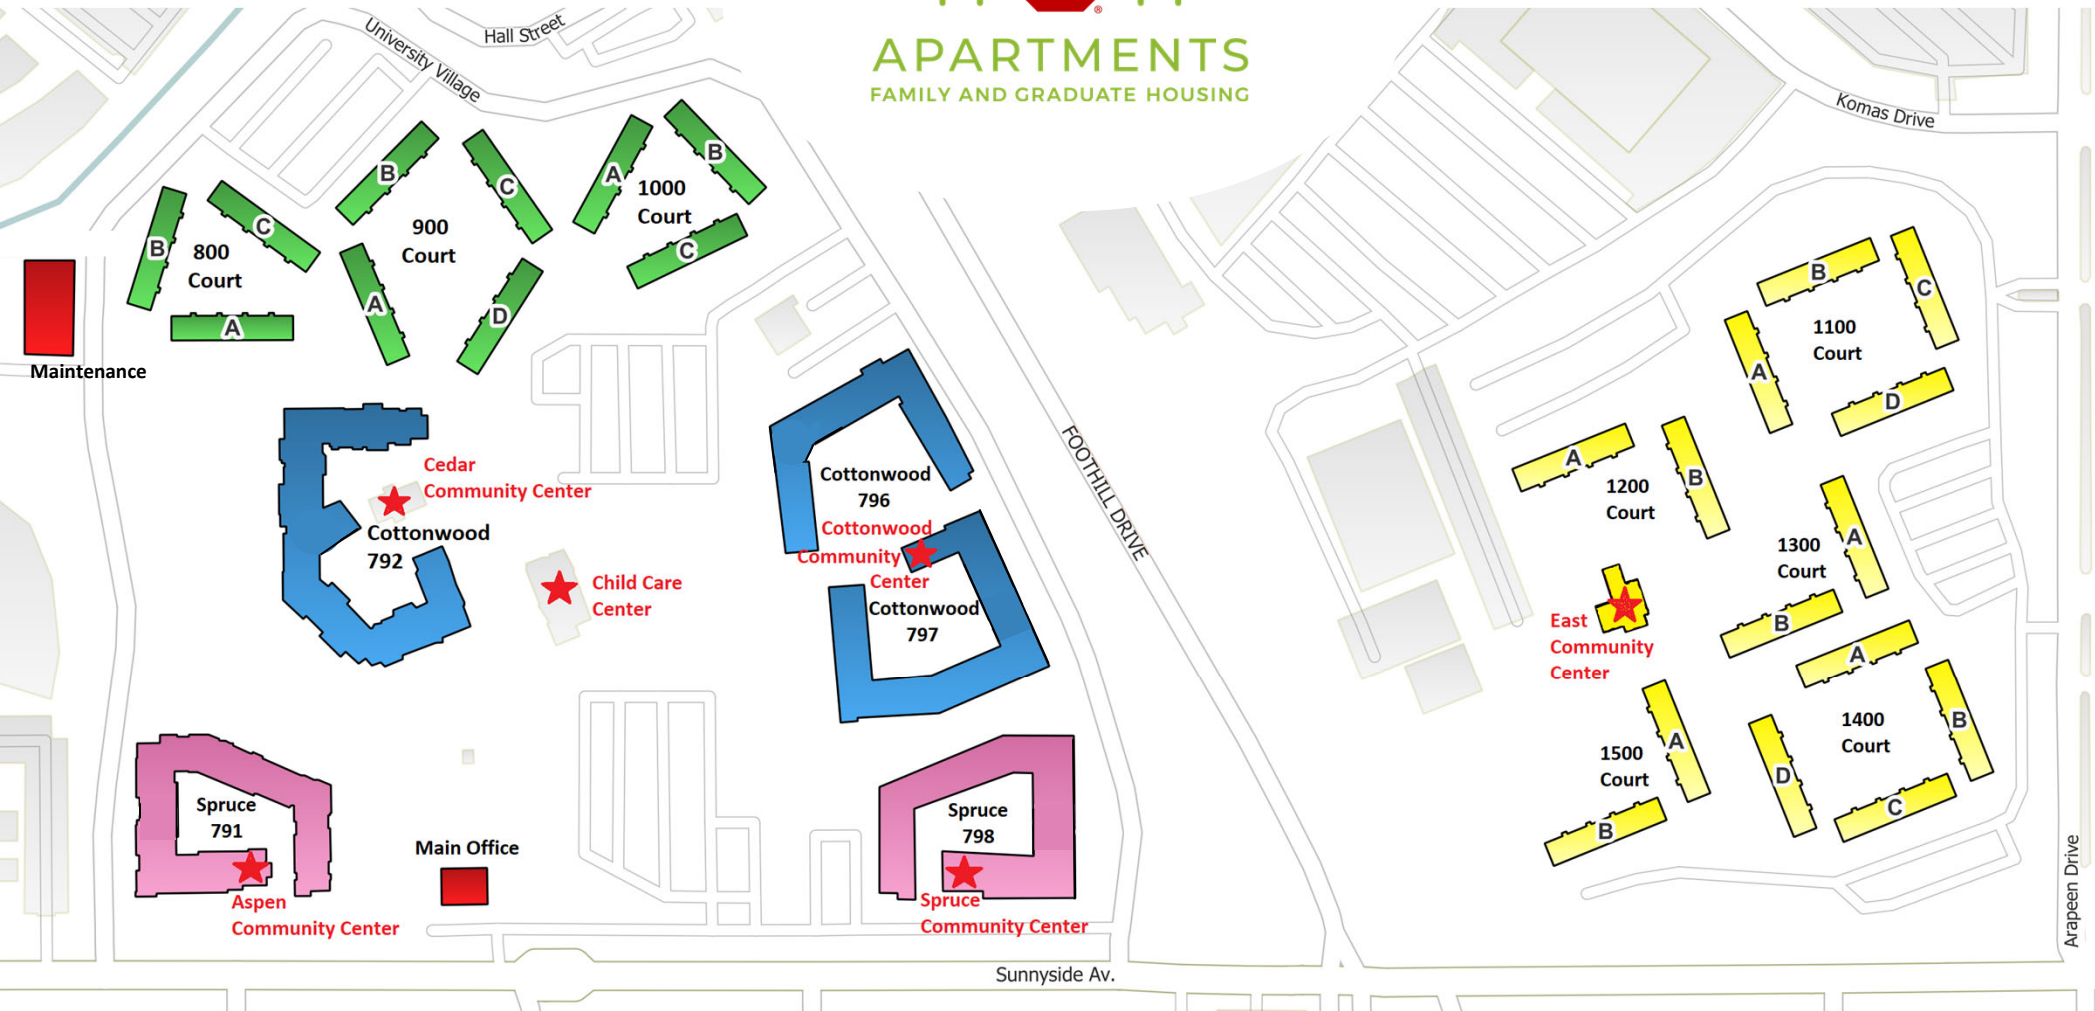 ®
APARTMENTS
FAMILY AND GRADUATE HOUSING
University Village
Hall Street
Komas Drive
B
C
800
Court
A
B
C
900
Court
A
D
A
B
1000
Court
C
Maintenance
Cedar
Community Center
Cottonwood
792
Child Care
Center
Cottonwood
796
Cottonwood
Community
Center
Cottonwood
797
FOOTHILL DRIVE
B
C
1100
Court
A
D
A
B
1200
Court
A
1300
Court
B
East
Community
Center
A
B
1400
Court
D
C
A
1500
Court
B
Spruce
791
Aspen
Community Center
Main Office
Spruce
798
Spruce
Community Center
Sunnyside Av.
Arapeen Drive